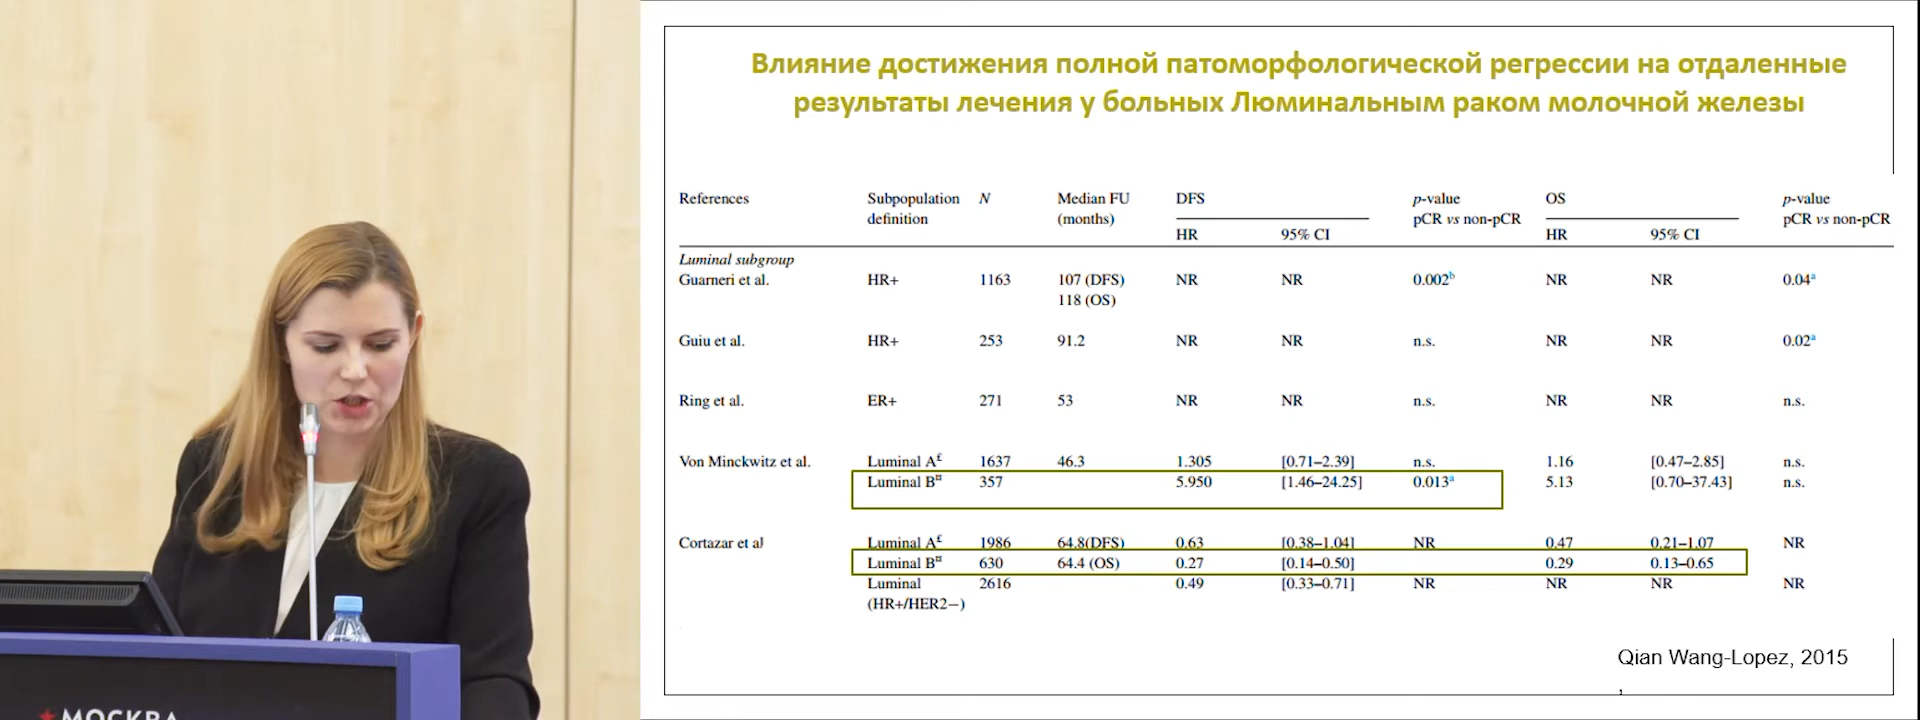 Влияние достижения полной патоморфологической регрессии на отдаленные
результаты лечения у больных Люминальным раком молочной железы
References Subpopulation N Median FU DFS p-value OS p-value
definition (months) pCR vs non-pCR pCR vs non-pCR
HR 95% CI HR 95% CI
Luminal subgroup
Guarneri et al. HR+ 1163 107 (DFS) NR NR 0.002b NR NR 0.04a
118 (OS)
Guiu et al. HR+ 253 91.2 NR NR n.s. NR NR 0.02a
Ring et al. ER+ 271 53 NR NR n.s. NR NR n.s.
Von Minckwitz et al. Luminal A£ 1637 46.3 1.305 [0.71–2.39] n.s. 1.16 [0.47–2.85] n.s.
Luminal B¤ 357 5.950 [1.46–24.25] 0.013a 5.13 [0.70–37.43] n.s.
Cortazar et al Luminal A£ 1986 64.8(DFS) 0.63 [0.38–1.04] NR 0.47 0.21–1.07 NR
Luminal B¤ 630 64.4 (OS) 0.27 [0.14–0.50] 0.29 0.13–0.65
Luminal 2616 0.49 [0.33–0.71] NR NR NR NR
(HR+/HER2−)
Qian Wang-Lopez, 2015
,
МОСКВА